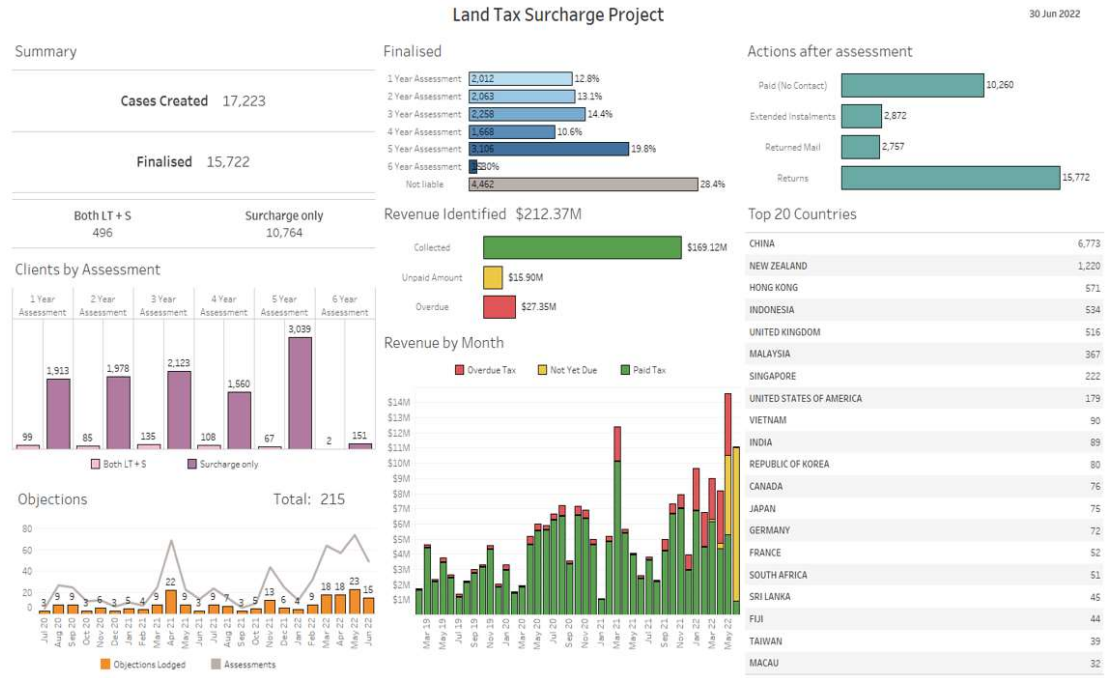 Land Tax Surcharge Project
30 Jun 2022
Summary
Cases Created 17,223
Finalised 15,722
Both LT + S Surcharge only
496 10,764
Clients by Assessment
1 Year Assessment 2 Year Assessment 3 Year Assessment 4 Year Assessment 5 Year Assessment 6 Year Assessment
3,039
1,913 1,978 2,123 1,560
99 85 135 108 67 2 151
Both LT + S Surcharge only
Objections Total: 215
80
60
40
20
0
3 9 9 3 6 3 5 4 9 22 9 3 9 7 3 5 13 6 4 9 18 18 23 15
Jul 20 Aug 20 Sep 20 Oct 20 Nov 20 Dec 20 Jan 21 Feb 21 Mar 21 Apr 21 May 21 Jun 21 Jul 21 Aug 21 Sep 21 Oct 21 Nov 21 Dec 21 Jan 22 Feb 22 Mar 22 Apr 22 May 22 Jun 22
Objections Lodged Assessments
Finalised
1 Year Assessment 2,012 12.8%
2 Year Assessment 2,063 13.1%
3 Year Assessment 2,258 14.4%
4 Year Assessment 1,668 10.6%
5 Year Assessment 3,106 19.8%
6 Year Assessment
Not liable 4,462 28.4%
Revenue Identified $212.37M
Collected $169.12M
Unpaid Amount $15.90M
Overdue $27.35M
Revenue by Month
Overdue Tax Not Yet Due Paid Tax
$14M
$13M
$12M
$11M
$10M
$9M
$8M
$7M
$6M
$5M
$4M
$3M
$2M
$1M
Mar 19 May 19 Jul 19 Sep 19 Nov 19 Jan 20 Mar 20 May 20 Jul 20 Sep 20 Nov 20 Jan 21 Mar 21 May 21 Jul 21 Sep 21 Nov 21 Jan 22 Mar 22 May 22
Actions after assessment
Paid (No Contact) 10,260
Extended Instalments 2,872
Returned Mail 2,757
Returns 15,772
Top 20 Countries
CHINA 6,773
NEW ZEALAND 1,220
HONG KONG 571
INDONESIA 534
UNITED KINGDOM 516
MALAYSIA 367
SINGAPORE 222
UNITED STATES OF AMERICA 179
VIETNAM 90
INDIA 89
REPUBLIC OF KOREA 80
CANADA 76
JAPAN 75
GERMANY 72
FRANCE 52
SOUTH AFRICA 51
SRI LANKA 45
FIJI 44
TAIWAN 39
MACAU 32